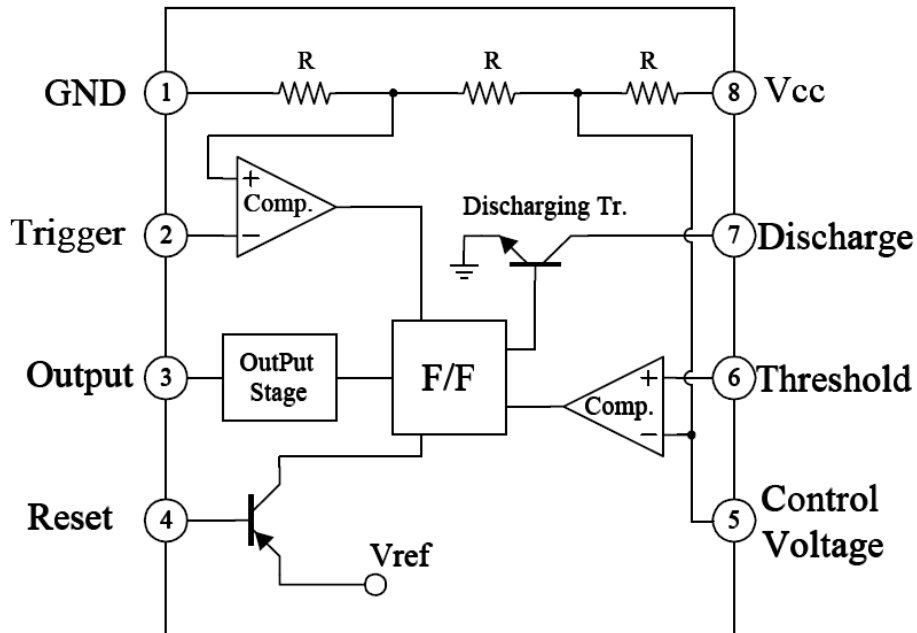 R
R
R
GND
1
8
Vcc
+
Comp.
−
Trigger
2
Discharging Tr.
7
Discharge
Output
3
OutPut
Stage
F/F
+
Comp.
−
6
Threshold
Reset
4
Vref
5
Control
Voltage